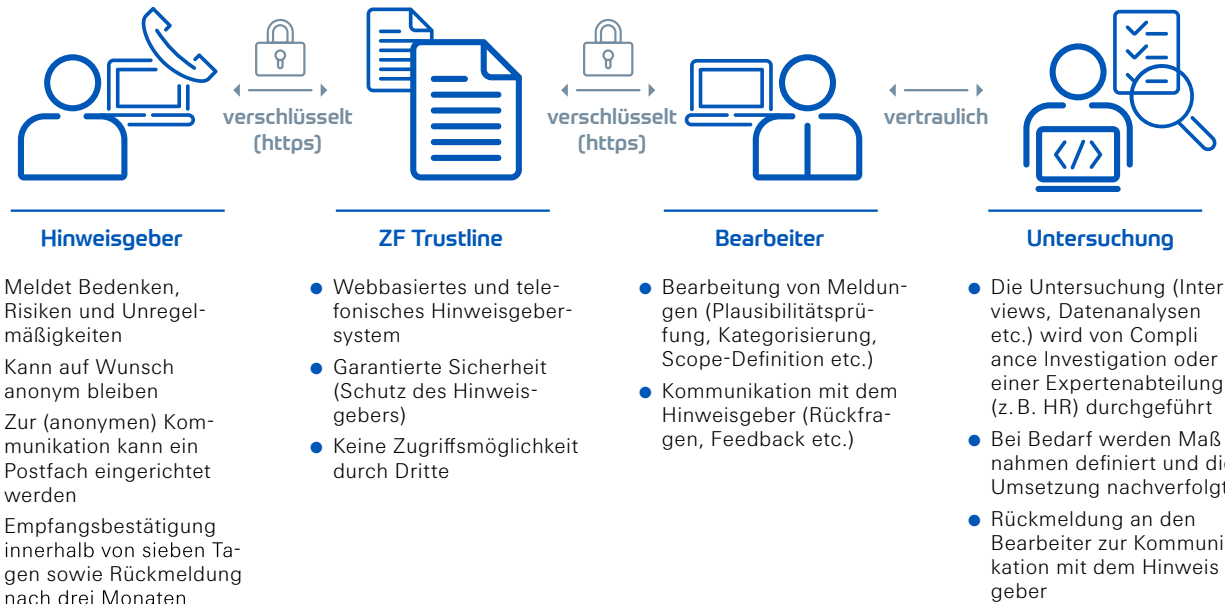 verschlüsselt
(https)
verschlüsselt
(https)
vertraulich
</>
Hinweisgeber
Meldet Bedenken,
Risiken und Unregel-
mäßigkeiten
Kann auf Wunsch
anonym bleiben
Zur (anonymen) Kom-
munikation kann ein
Postfach eingerichtet
werden
Empfangsbestätigung
innerhalb von sieben Ta-
gen sowie Rückmeldung
nach drei Monaten
ZF Trustline
• Webbasiertes und tele-
fonisches Hinweisgeber-
system
• Garantierte Sicherheit
(Schutz des Hinweis-
gebers)
• Keine Zugriffsmöglichkeit
durch Dritte
Bearbeiter
• Bearbeitung von Meldun-
gen (Plausibilitätsprü-
fung, Kategorisierung,
Scope-Definition etc.)
• Kommunikation mit dem
Hinweisgeber (Rückfra-
gen, Feedback etc.)
Untersuchung
• Die Untersuchung (Inter
views, Datenanalysen
etc.) wird von Compli
ance Investigation oder
einer Expertenabteilung
(z. B. HR) durchgeführt
• Bei Bedarf werden Maß
nahmen definiert und die
Umsetzung nachverfolgt
• Rückmeldung an den
Bearbeiter zur Kommuni
kation mit dem Hinweis
geber